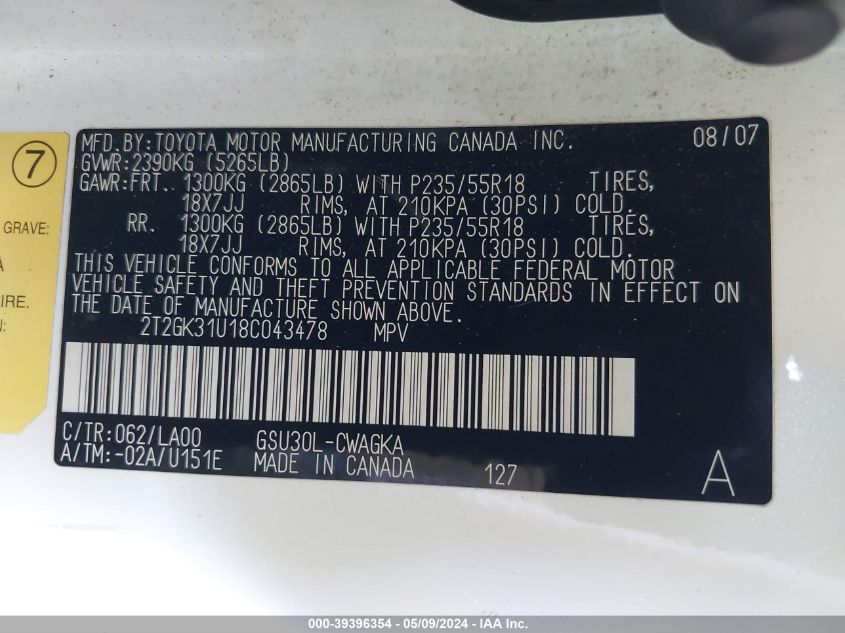 7
GRAVE:
A
IRE.
N:
MFD.BY:TOYOTA MOTOR MANUFACTURING CANADA INC. 08/07
GVWR:2390KG (5265LB)
GAWR:FRT. 1300KG (2865LB) WITH P235/55R18 TIRES,
18X7JJ RIMS, AT 210KPA (30PSI) COLD.
RR. 1300KG (2865LB) WITH P235/55R18 TIRES,
18X7JJ RIMS, AT 210KPA (30PSI) COLD.
THIS VEHICLE CONFORMS TO ALL APPLICABLE FEDERAL MOTOR
VEHICLE SAFETY AND THEFT PREVENTION STANDARDS IN EFFECT ON
THE DATE OF MANUFACTURE SHOWN ABOVE.
2T2GK31U18C043478 MPV
C/TR:062/LA00 GSU30L-CWAGKA
A/TM:-02A/U151E MADE IN CANADA 127 A
000-39396354 - 05/09/2024 - © IAA Inc.